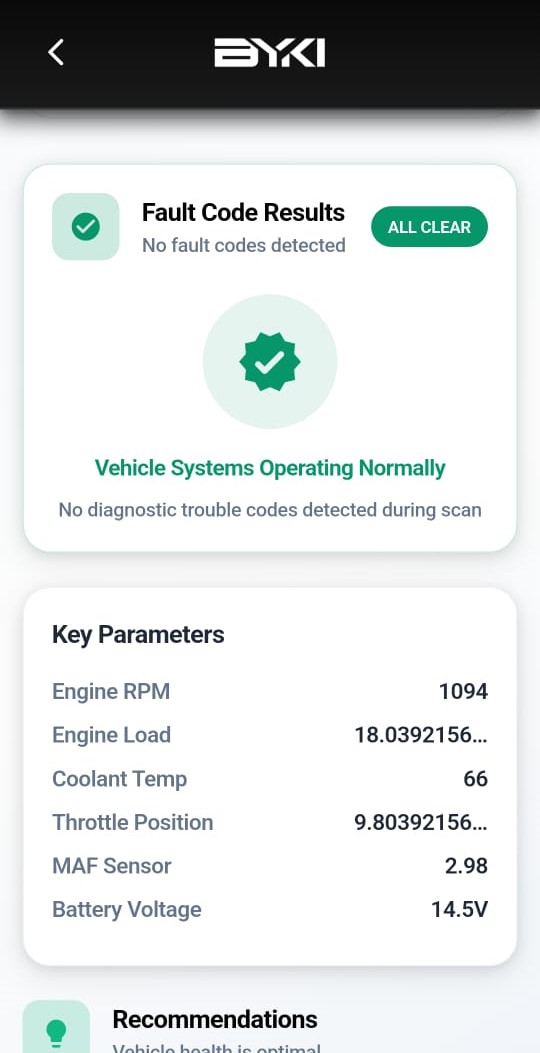 BYKI
Fault Code Results
No fault codes detected
ALL CLEAR
Vehicle Systems Operating Normally
No diagnostic trouble codes detected during scan
Key Parameters
Engine RPM 1094
Engine Load 18.0392156...
Coolant Temp 66
Throttle Position 9.80392156...
MAF Sensor 2.98
Battery Voltage 14.5V
Recommendations
Vehicle health is optimal